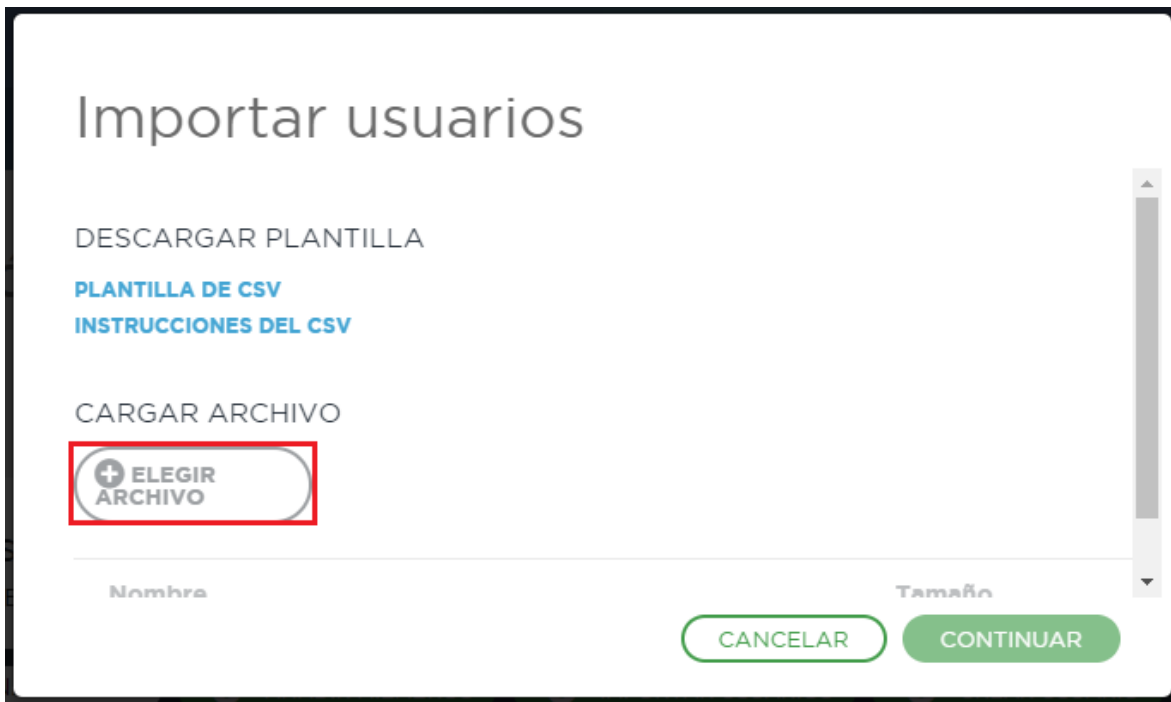 Importar usuarios
DESCARGAR PLANTILLA
PLANTILLA DE CSV
INSTRUCCIONES DEL CSV
CARGAR ARCHIVO
ELEGIR
ARCHIVO
Nombre
Tamaño
CANCELAR
CONTINUAR